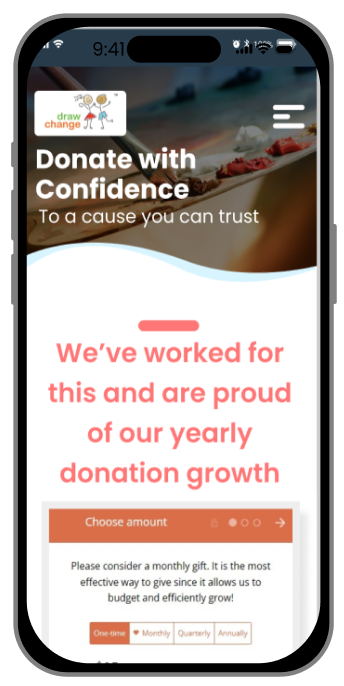 9:41
100%
draw
change
™
Donate with
Confidence
To a cause you can trust
We’ve worked for
this and are proud
of our yearly
donation growth
Choose amount
Please consider a monthly gift. It is the most
effective way to give since it allows us to
budget and efficiently grow!
One-time Monthly Quarterly Annually